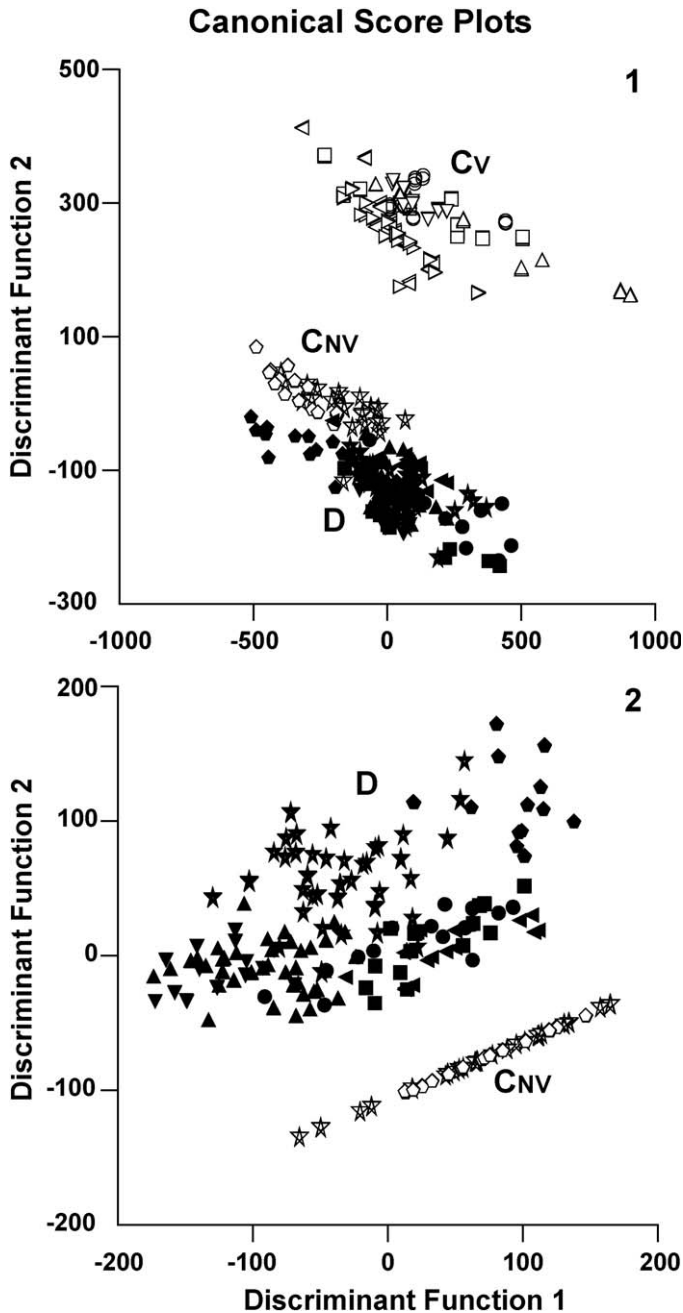 Canonical Score Plots
1
500
300
100
-100
-300
Discriminant Function 2
CV
CNV
D
-1000
-500
0
500
1000
2
200
100
0
-100
-200
Discriminant Function 2
D
CNV
-200
-100
0
100
200
Discriminant Function 1